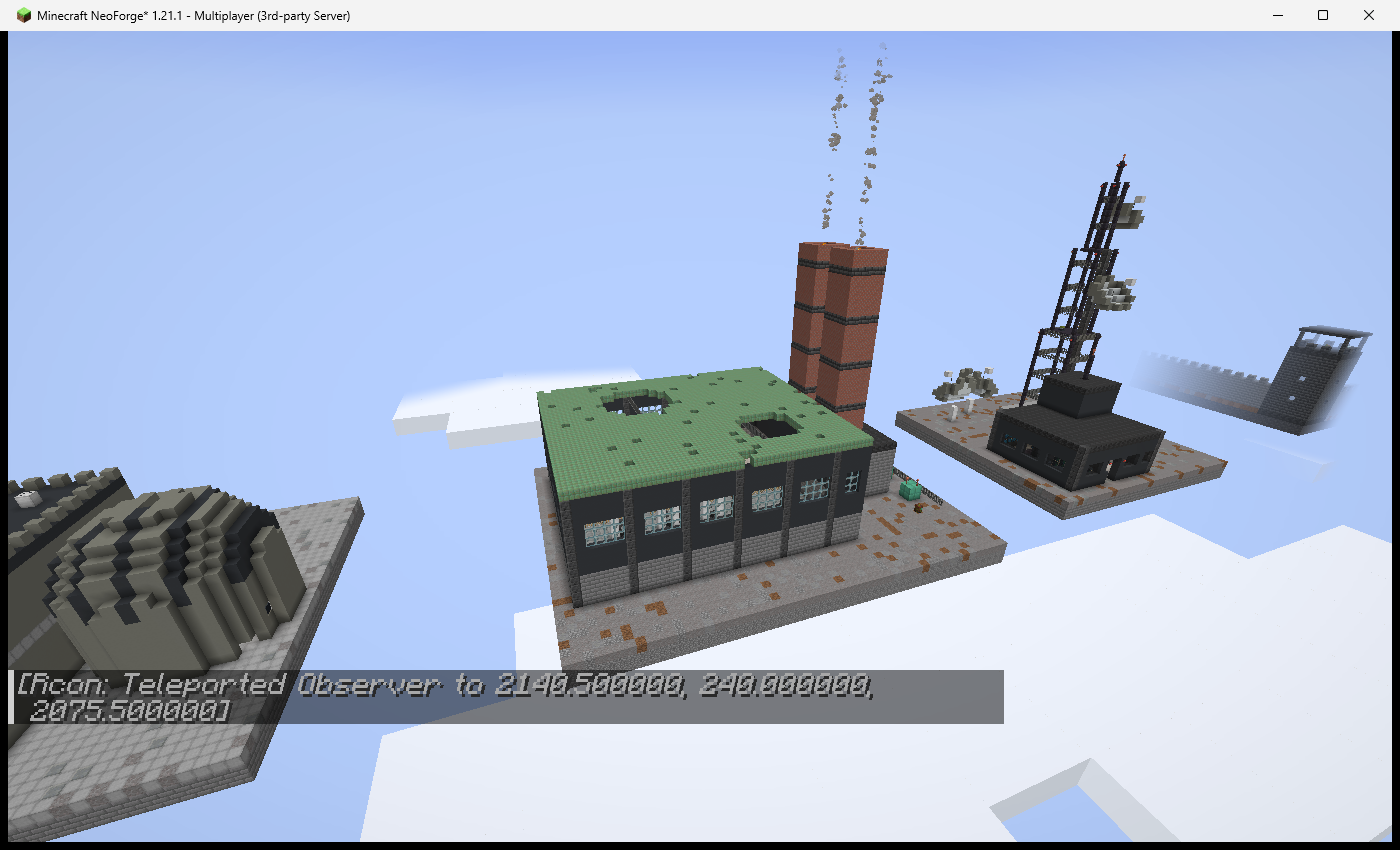 Minecraft NeoForge* 1.21.1 - Multiplayer (3rd-party Server)
[Rcon: Teleported Observer to 2140.500000, 240.000000,
2075.500000]